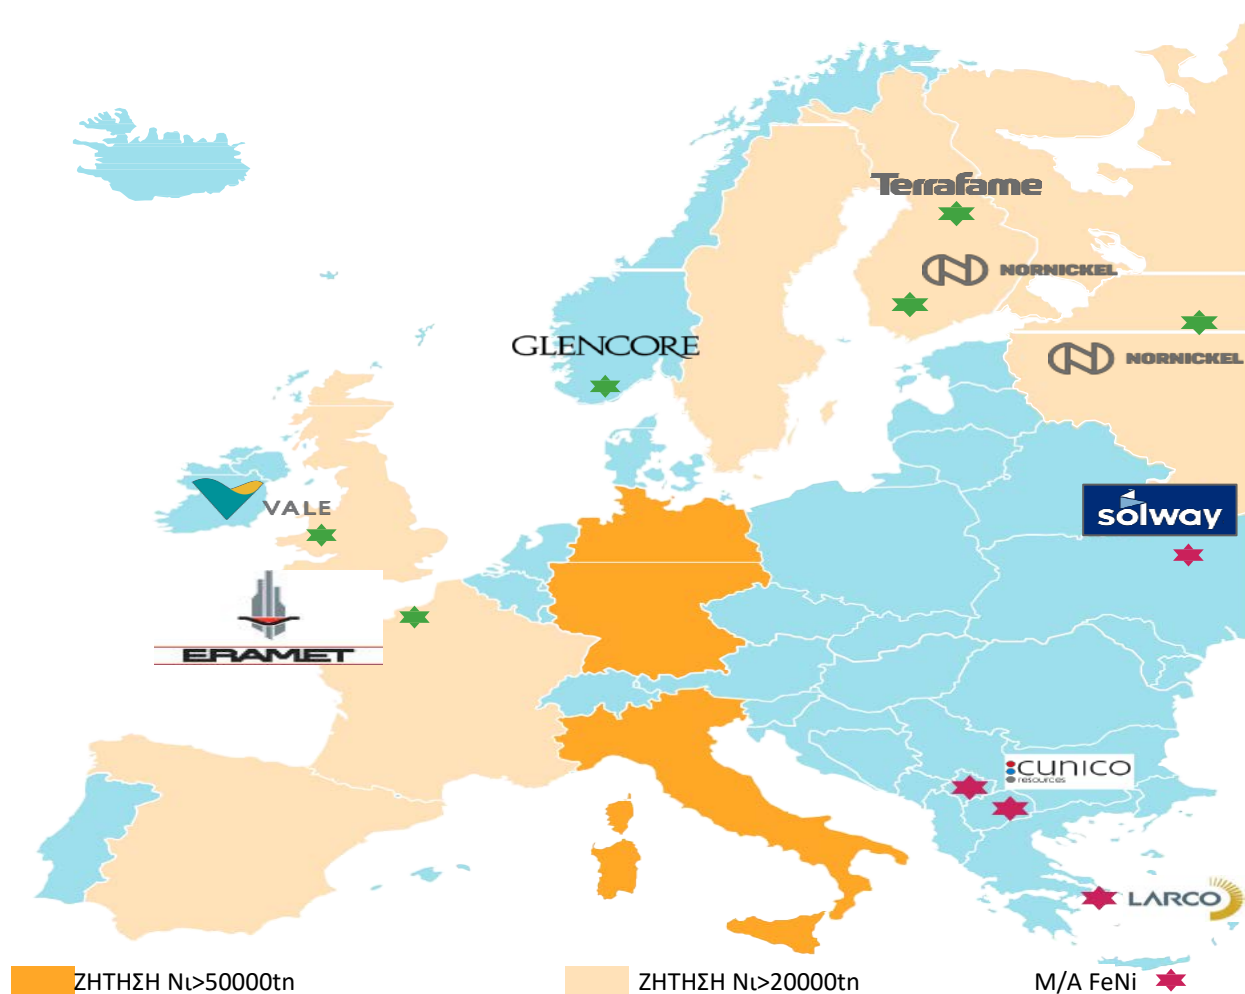 Terrafame
NORNICKEL
GLENCORE
NORNICKEL
VALE
solway
ERAMET
CUNICO
resources
LARCO
ΖΗΤΗΣΗ Νι>50000tn
ΖΗΤΗΣΗ Νι>20000tn
Μ/Α FeNi